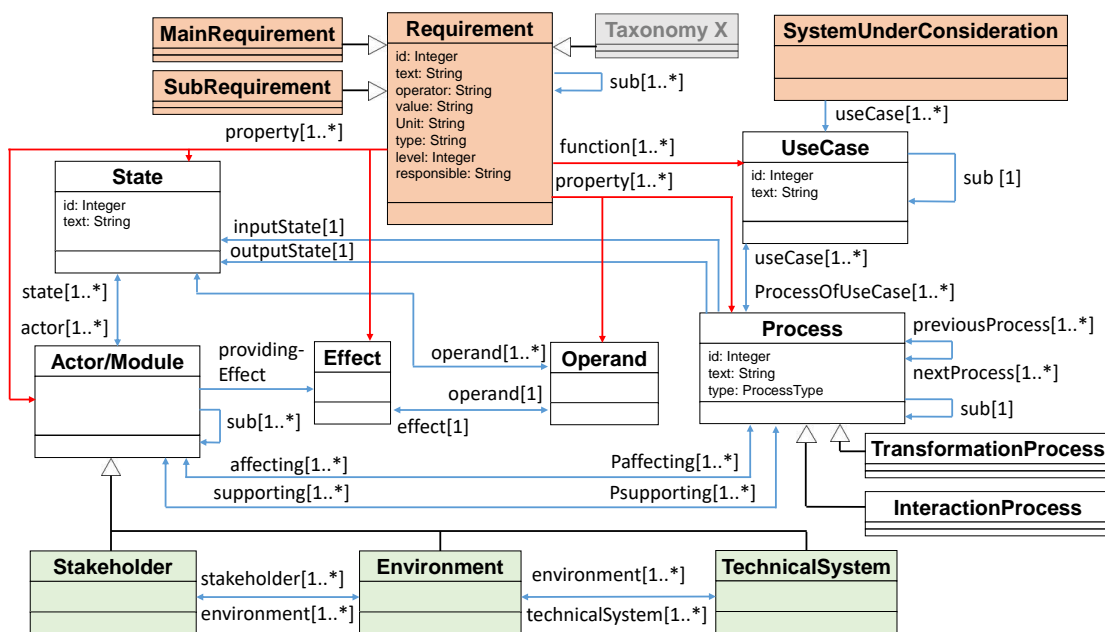 MainRequirement
SubRequirement
Requirement
id: Integer
text: String
operator: String
value: String
Unit: String
type: String
level: Integer
responsible: String
Taxonomy X
sub[1..*]
SystemUnderConsideration
useCase[1..*]
property[1..*]
function[1..*]
property[1..*]
UseCase
id: Integer
text: String
sub [1]
State
id: Integer
text: String
inputState[1]
outputState[1]
useCase[1..*]
ProcessOfUseCase[1..*]
state[1..*]
actor[1..*]
Actor/Module
providing-
Effect
sub[1..*]
Effect
operand[1..*]
operand[1]
effect[1]
Operand
Process
id: Integer
text: String
type: ProcessType
previousProcess[1..*]
nextProcess[1..*]
sub[1]
affecting[1..*]
Paffecting[1..*]
supporting[1..*]
Psupporting[1..*]
TransformationProcess
InteractionProcess
Stakeholder
stakeholder[1..*]
environment[1..*]
Environment
environment[1..*]
technicalSystem[1..*]
TechnicalSystem